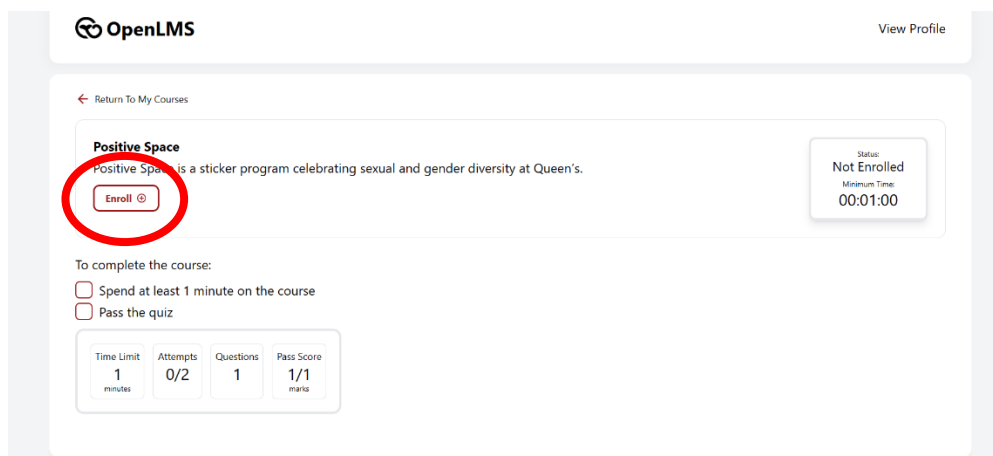 OpenLMS
View Profile
Return To My Courses
Positive Space
Positive Space is a sticker program celebrating sexual and gender diversity at Queen's.
Enroll
Status:
Not Enrolled
Minimum Time:
00:01:00
To complete the course:
Spend at least 1 minute on the course
Pass the quiz
Time Limit
1
minutes
Attempts
0/2
Questions
1
Pass Score
1/1
marks